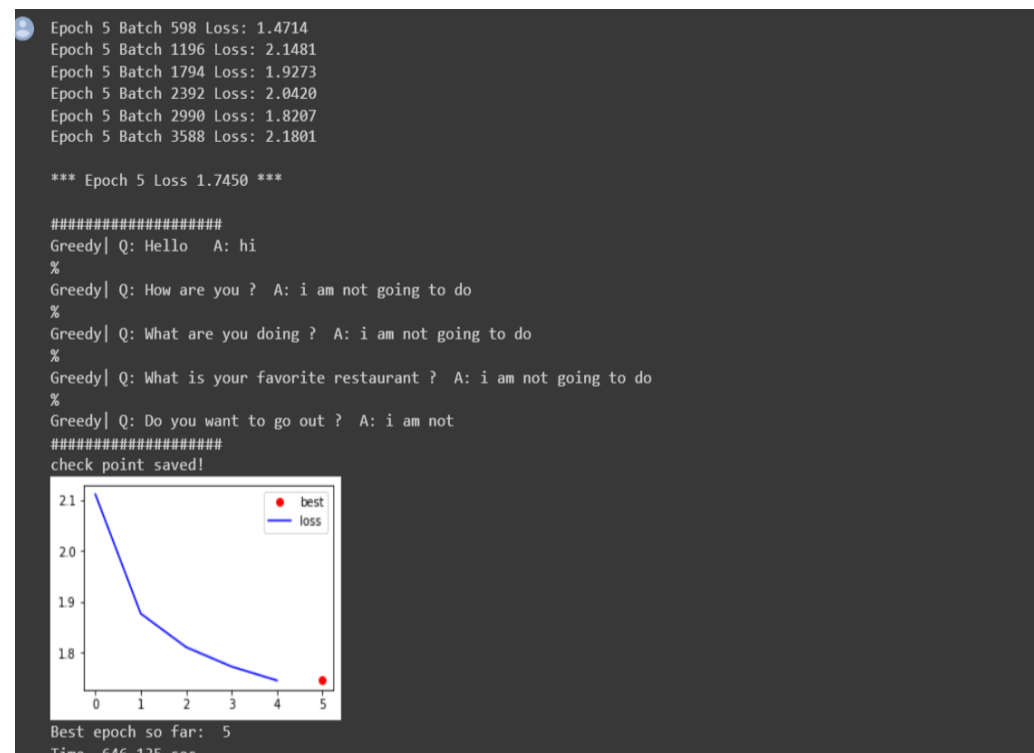 Epoch 5 Batch 598 Loss: 1.4714
Epoch 5 Batch 1196 Loss: 2.1481
Epoch 5 Batch 1794 Loss: 1.9273
Epoch 5 Batch 2392 Loss: 2.0420
Epoch 5 Batch 2990 Loss: 1.8207
Epoch 5 Batch 3588 Loss: 2.1801
*** Epoch 5 Loss 1.7450 ***
####################
Greedy| Q: Hello   A: hi
%
Greedy| Q: How are you ?  A: i am not going to do
%
Greedy| Q: What are you doing ?  A: i am not going to do
%
Greedy| Q: What is your favorite restaurant ?  A: i am not going to do
%
Greedy| Q: Do you want to go out ?  A: i am not
####################
check point saved!
2.1
2.0
1.9
1.8
best
loss
0 1 2 3 4 5
Best epoch so far:  5
Time 646.125 sec